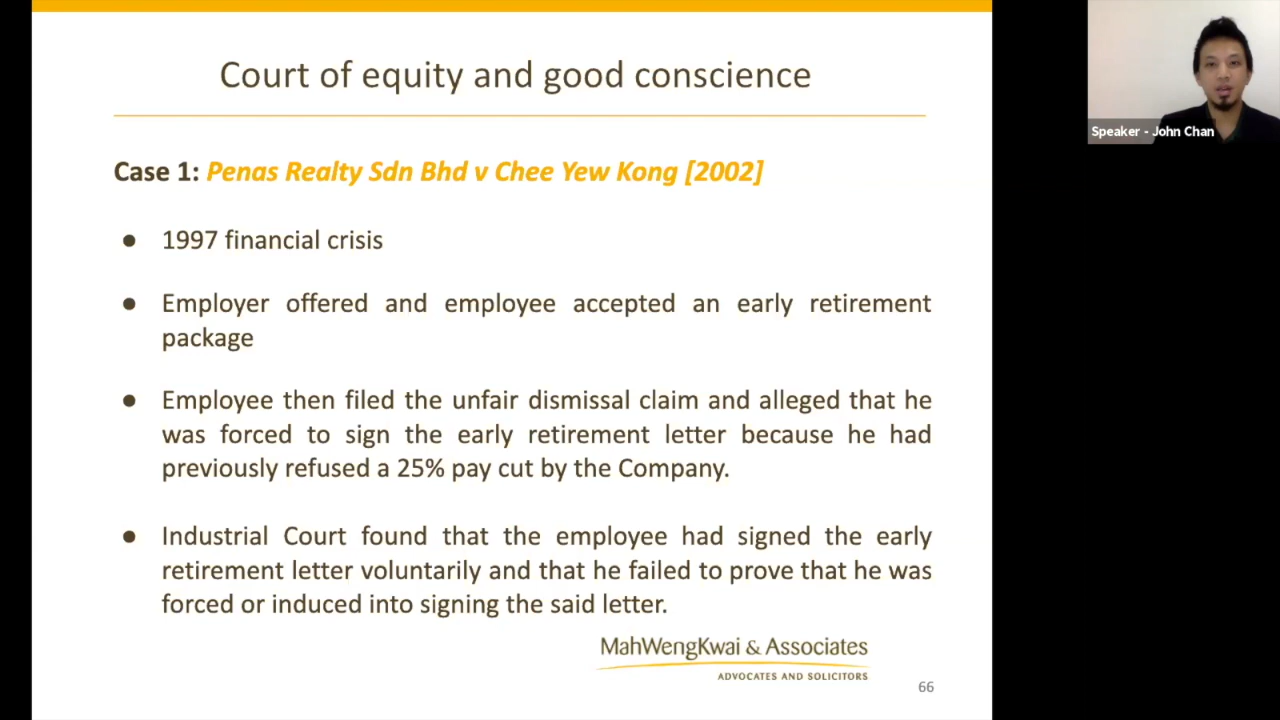 Court of equity and good conscience
Case 1: Penas Realty Sdn Bhd v Chee Yew Kong [2002]
● 1997 financial crisis
● Employer offered and employee accepted an early retirement
package
● Employee then filed the unfair dismissal claim and alleged that he
was forced to sign the early retirement letter because he had
previously refused a 25% pay cut by the Company.
● Industrial Court found that the employee had signed the early
retirement letter voluntarily and that he failed to prove that he was
forced or induced into signing the said letter.
MahWengKwai & Associates
ADVOCATES AND SOLICITORS
66
Speaker - John Chan